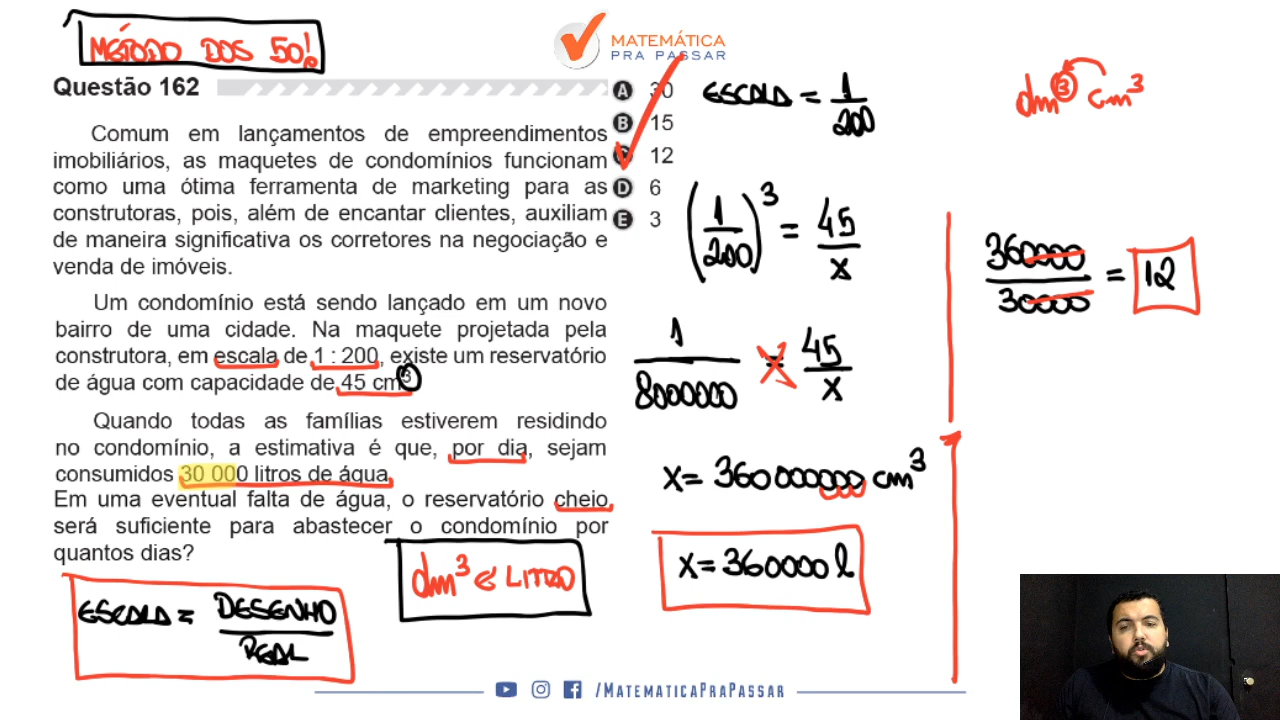 MÉTODO DOS 50!
MATEMÁTICA
PRA PASSAR
Questão 162
Comum em lançamentos de empreendimentos
imobiliários, as maquetes de condomínios funcionam
como uma ótima ferramenta de marketing para as
construtoras, pois, além de encantar clientes, auxiliam
de maneira significativa os corretores na negociação e
venda de imóveis.
Um condomínio está sendo lançado em um novo
bairro de uma cidade. Na maquete projetada pela
construtora, em escala de 1 : 200, existe um reservatório
de água com capacidade de 45 cm³
Quando todas as famílias estiverem residindo
no condomínio, a estimativa é que, por dia, sejam
consumidos 30 000 litros de água.
Em uma eventual falta de água, o reservatório cheio
será suficiente para abastecer o condomínio por
quantos dias?
A 30
B 15
12
D 6
E 3
ESCALA = 1/200
(1/200)³ = 45/x
1/8000000 = 45/x
x = 360000000 cm³
x = 360000 l
dm³ cm³
360000/30000 = 12
ESCALA = DESENHO/REAL
dm³ é LITRO
/MATEMATICAPRAPASSAR